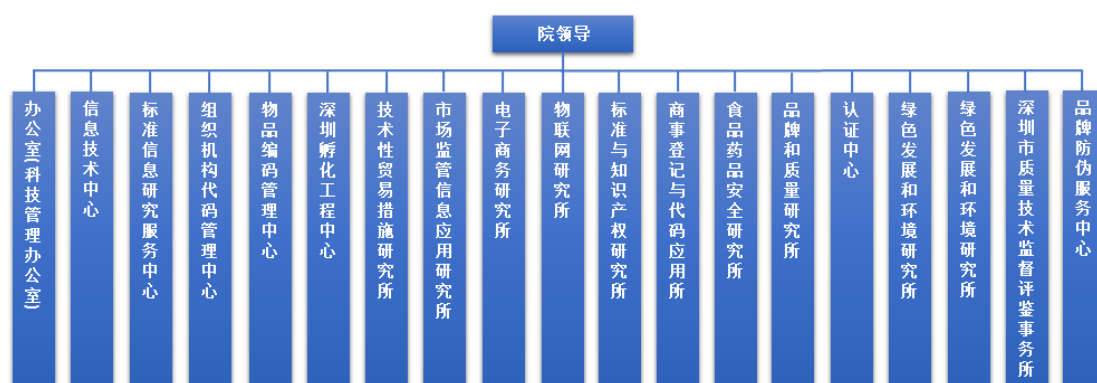 院领导
办公室(科技管理办公室)
信息技术中心
标准信息研究服务中心
组织机构代码管理中心
物品编码管理中心
深圳孵化工程中心
技术性贸易措施研究所
市场监管信息应用研究所
电子商务研究所
物联网研究所
标准与知识产权研究所
商事登记与代码应用所
食品药品安全研究所
品牌和质量研究所
认证中心
绿色发展和环境研究所
绿色发展和环境研究所
深圳市质量技术监督评鉴事务所
品牌防伪服务中心